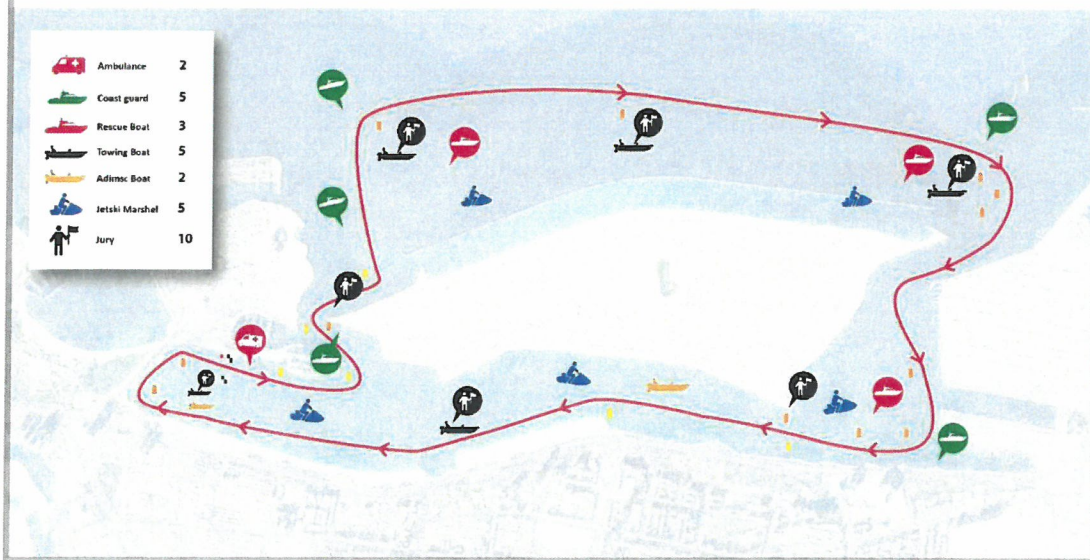 Ambulance 2
Coast guard 5
Rescue Boat 3
Towing Boat 5
Adimsc Boat 2
Jetski Marshel 5
Jury 10